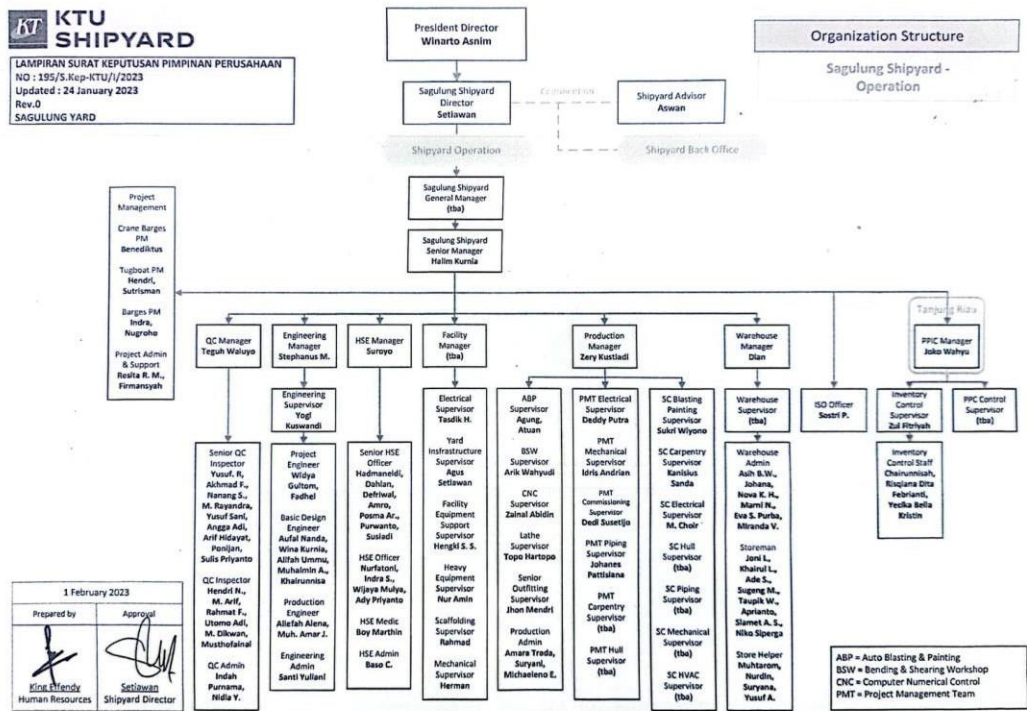 KTU
KTU
SHIPYARD
LAMPIRAN SURAT KEPUTUSAN PIMPINAN PERUSAHAAN
NO : 195/S.Kep-KTU/I/2023
Updated : 24 January 2023
Rev.0
SAGULUNG YARD
President Director
Winarto Asnim
Organization Structure
Sagulung Shipyard -
Operation
Sagulung Shipyard
Director
Setiawan
Shipyard Advisor
Aswan
Shipyard Operation
Shipyard Back Office
Sagulung Shipyard
General Manager
(tba)
Sagulung Shipyard
Senior Manager
Halim Kurnia
Project
Management
Crane Barges
PM
Benediktus
Tugboat PM
Hendri,
Sutrisman
Barges PM
Indra,
Nugroho
Project Admin
& Support
Resita R. M.,
Firmansyah
QC Manager
Teguh Waluyo
Engineering
Manager
Stephanus M.
HSE Manager
Suroyo
Facility
Manager
(tba)
Production
Manager
Zery Kustiadi
Warehouse
Manager
Dian
Tanjung Riau
PPIC Manager
Joko Wahyu
Engineering
Supervisor
Yogi
Kuswandi
Warehouse
Supervisor
(tba)
ISO Officer
Sostri P.
Inventory
Control
Supervisor
Zul Fitriyah
PPC Control
Supervisor
(tba)
Senior QC
Inspector
Yusuf. R,
Akhmad F.,
Nanang S.,
M. Rayandra,
Yusuf Sani,
Angga Adi,
Arif Hidayat,
Ponijan,
Sulis Priyanto
QC Inspector
Hendri N.,
M. Arif,
Rahmat F.,
Utomo Adi,
M. Dikwan,
Musthofainal
QC Admin
Indah
Purnama,
Nidia Y.
Project
Engineer
Widya
Gultom,
Fadhel
Basic Design
Engineer
Aufal Nanda,
Wina Kurnia,
Alifah Ummu,
Muhaimin A.,
Khairunnisa
Production
Engineer
Allefah Alena,
Muh. Amar J.
Engineering
Admin
Santi Yuliani
Senior HSE
Officer
Hadmaneldi,
Dahlan,
Defriwal,
Amro,
Posma Ar.,
Purwanto,
Susiadi
HSE Officer
Nurfatoni,
Indra S.,
Wijaya Mulya,
Ady Priyanto
HSE Medic
Boy Marthin
HSE Admin
Baso C.
Electrical
Supervisor
Tasdik H.
Yard
Insfrastructure
Supervisor
Agus
Setiawan
Facility
Equipment
Support
Supervisor
Hengki S. S.
Heavy
Equipment
Supervisor
Nur Amin
Scaffolding
Supervisor
Rahmad
Mechanical
Supervisor
Herman
ABP
Supervisor
Agung,
Atuan
BSW
Supervisor
Arik Wahyudi
CNC
Supervisor
Zainal Abidin
Lathe
Supervisor
Topo Hartopo
Senior
Outfitting
Supervisor
Jhon Mendri
Production
Admin
Amara Trada,
Suryani,
Michaeleno E.
PMT Electrical
Supervisor
Deddy Putra
PMT
Mechanical
Supervisor
Idris Andrian
PMT
Commissioning
Supervisor
Dedi Susetijo
PMT Piping
Supervisor
Johanes
Pattisiana
PMT
Carpentry
Supervisor
(tba)
PMT Hull
Supervisor
(tba)
SC Blasting
Painting
Supervisor
Sukri Wiyono
SC Carpentry
Supervisor
Kanisius
Sanda
SC Electrical
Supervisor
M. Choir
SC Hull
Supervisor
(tba)
SC Piping
Supervisor
(tba)
SC Mechanical
Supervisor
(tba)
SC HVAC
Supervisor
(tba)
Warehouse
Admin
Asih B.W.,
Johana,
Nova K. H.,
Marni N.,
Eva S. Purba,
Miranda V.
Storeman
Joni L.,
Khairul L.,
Ade S.,
Sugeng M.,
Taupik W.,
Aprianto,
Slamet A. S.,
Niko Siperga
Store Helper
Muhtarom,
Nurdin,
Suryana,
Yusuf A.
Inventory
Control Staff
Chairunnisah,
Risqiana Dita
Febrianti,
Yesika Bella
Kristin
1 February 2023
Prepared by
Approval
King Effendy
Human Resources
Setiawan
Shipyard Director
ABP = Auto Blasting & Painting
BSW = Bending & Shearing Workshop
CNC = Computer Numerical Control
PMT = Project Management Team